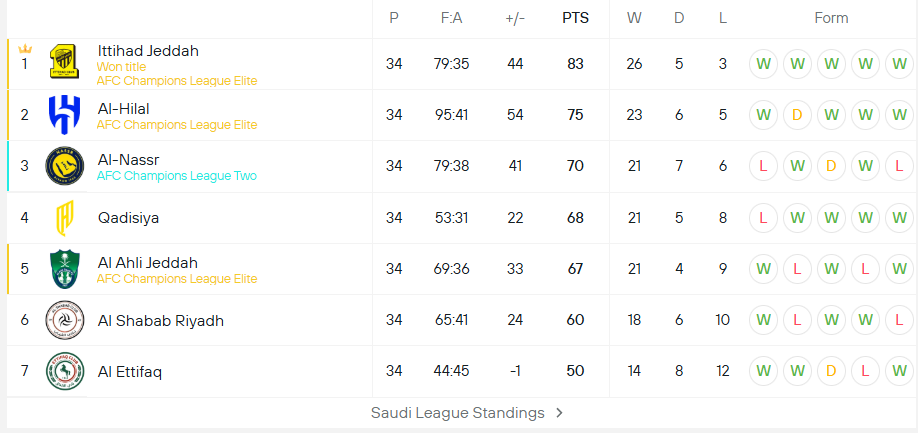 P F:A +/- PTS W D L Form
1 Ittihad Jeddah 34 79:35 44 83 26 5 3 W W W W W
Won title
AFC Champions League Elite
2 Al-Hilal 34 95:41 54 75 23 6 5 W D W W W
AFC Champions League Elite
3 Al-Nassr 34 79:38 41 70 21 7 6 L W D W L
AFC Champions League Two
4 Qadisiya 34 53:31 22 68 21 5 8 L W W W W
5 Al Ahli Jeddah 34 69:36 33 67 21 4 9 W L W L W
AFC Champions League Elite
6 Al Shabab Riyadh 34 65:41 24 60 18 6 10 W L W W L
7 Al Ettifaq 34 44:45 -1 50 14 8 12 W W D L W
Saudi League Standings